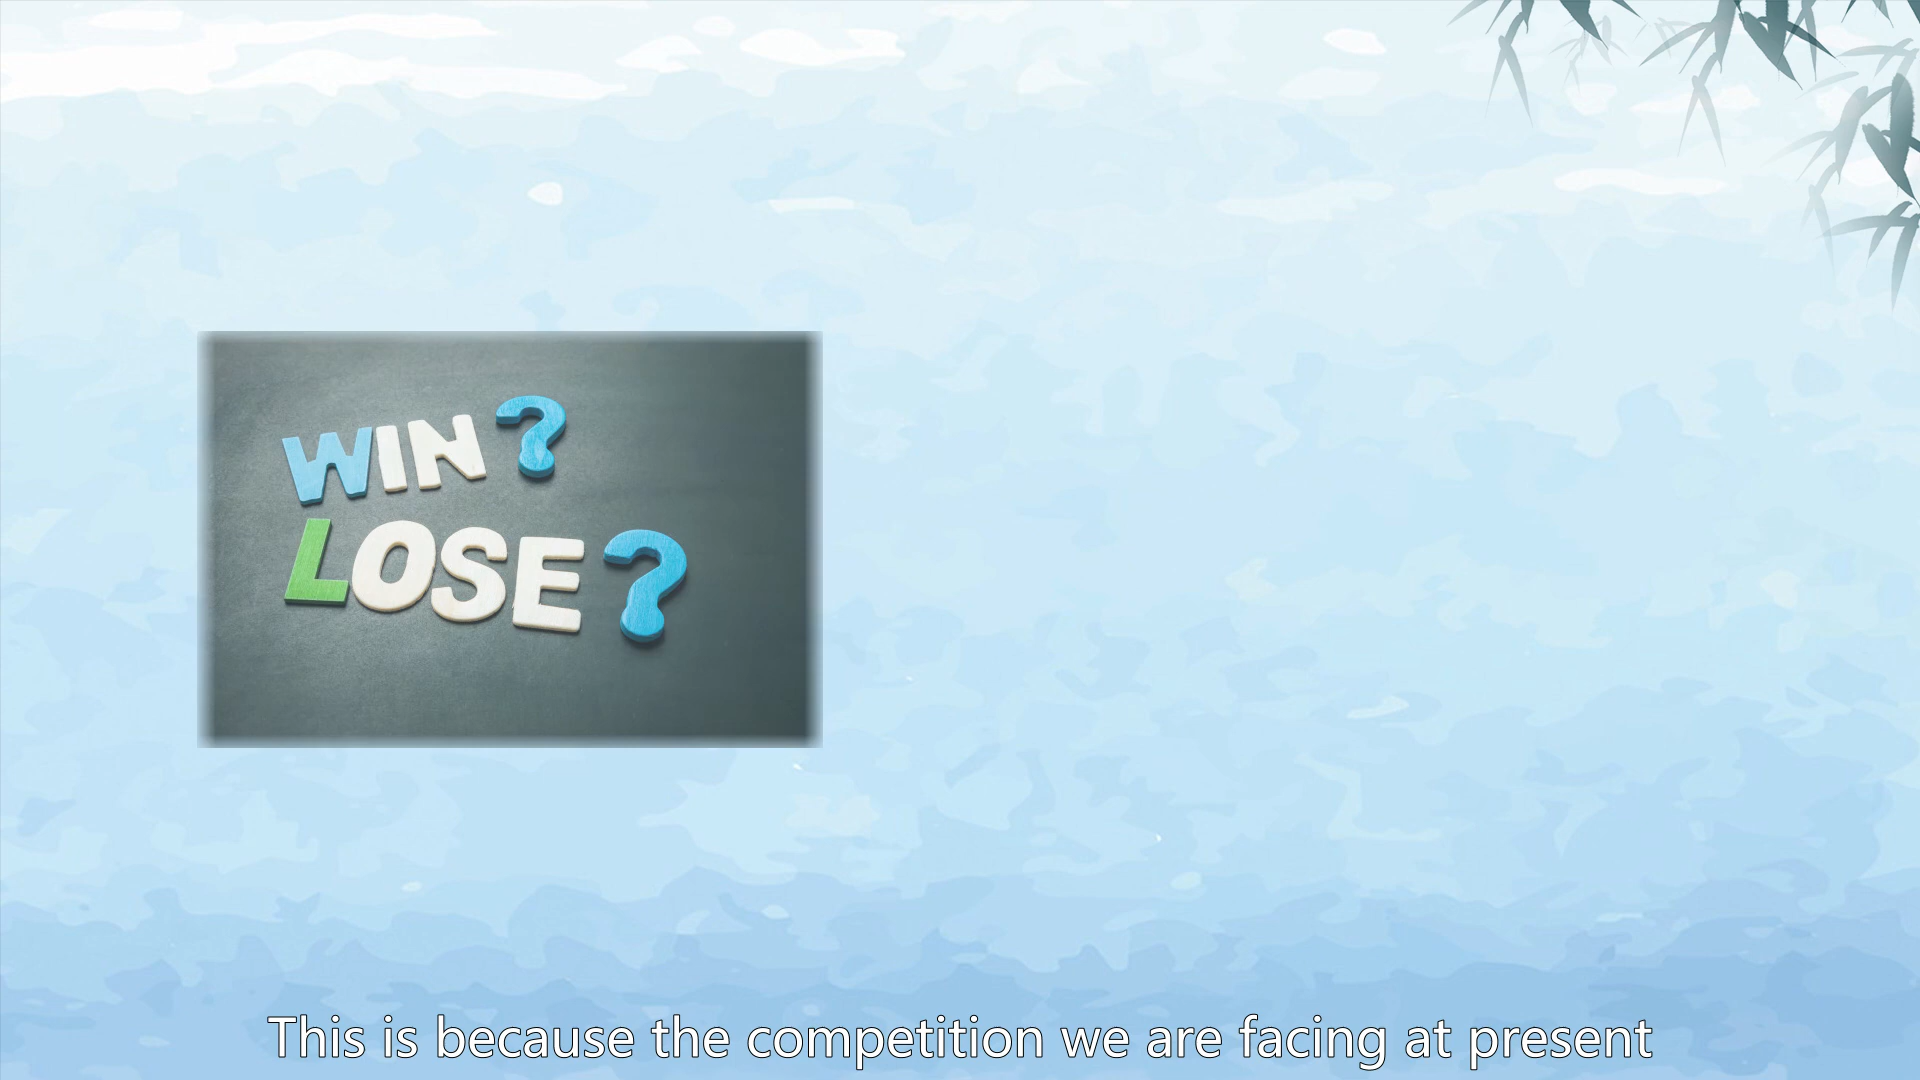 WIN?
LOSE?
This is because the competition we are facing at present